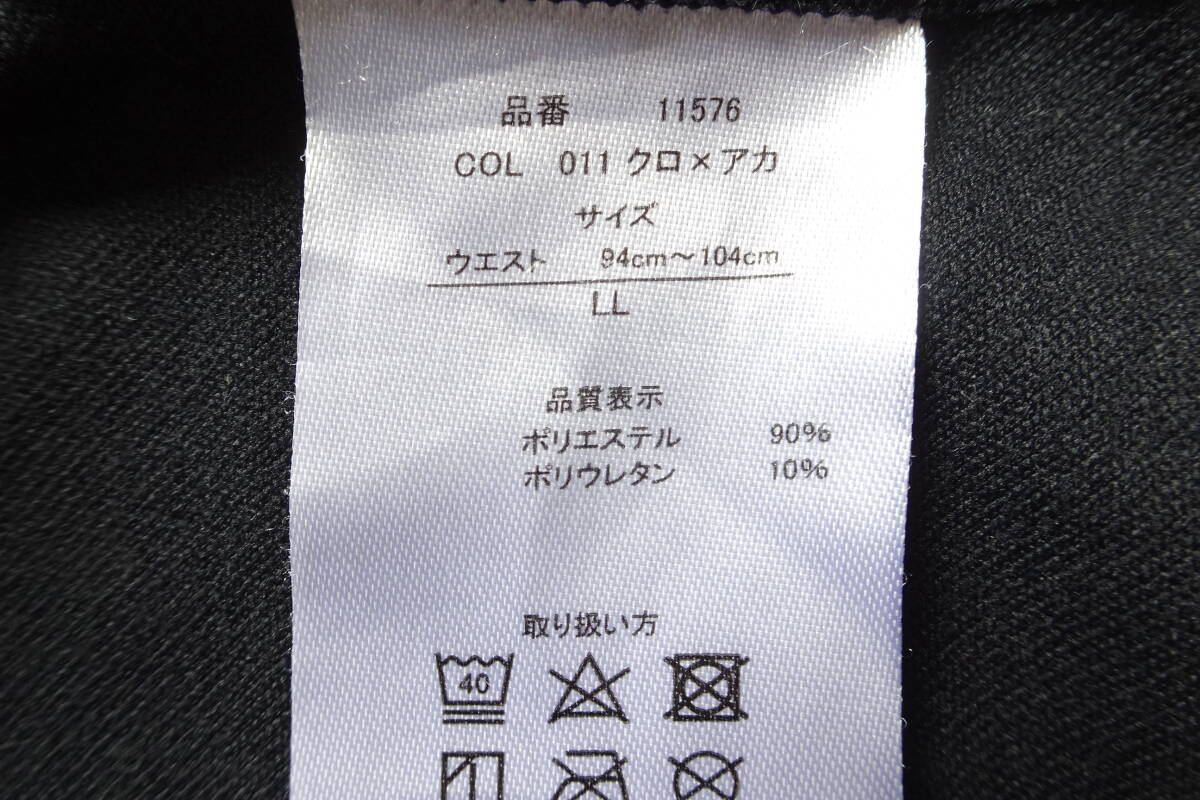 品番 11576
COL 011 クロ×アカ
サイズ
ウエスト 94cm～104cm
LL
品質表示
ポリエステル 90%
ポリウレタン 10%
取り扱い方
40